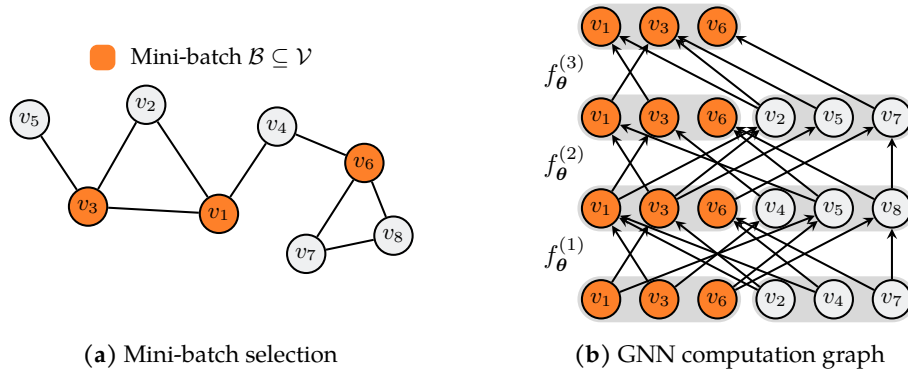 Mini-batch B ⊆ V
v5
v2
v4
v6
v3
v1
v8
v7
(a) Mini-batch selection
v1 v3 v6
f_θ^(3)
v1 v3 v6 v2 v5 v7
f_θ^(2)
v1 v3 v6 v4 v5 v8
f_θ^(1)
v1 v3 v6 v2 v4 v7
(b) GNN computation graph